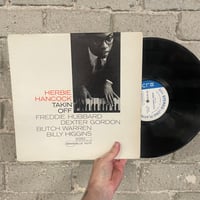 HERBIE
HANCOCK
TAKIN'
OFF
FREDDIE HUBBARD
DEXTER GORDON
BUTCH WARREN
BILLY HIGGINS